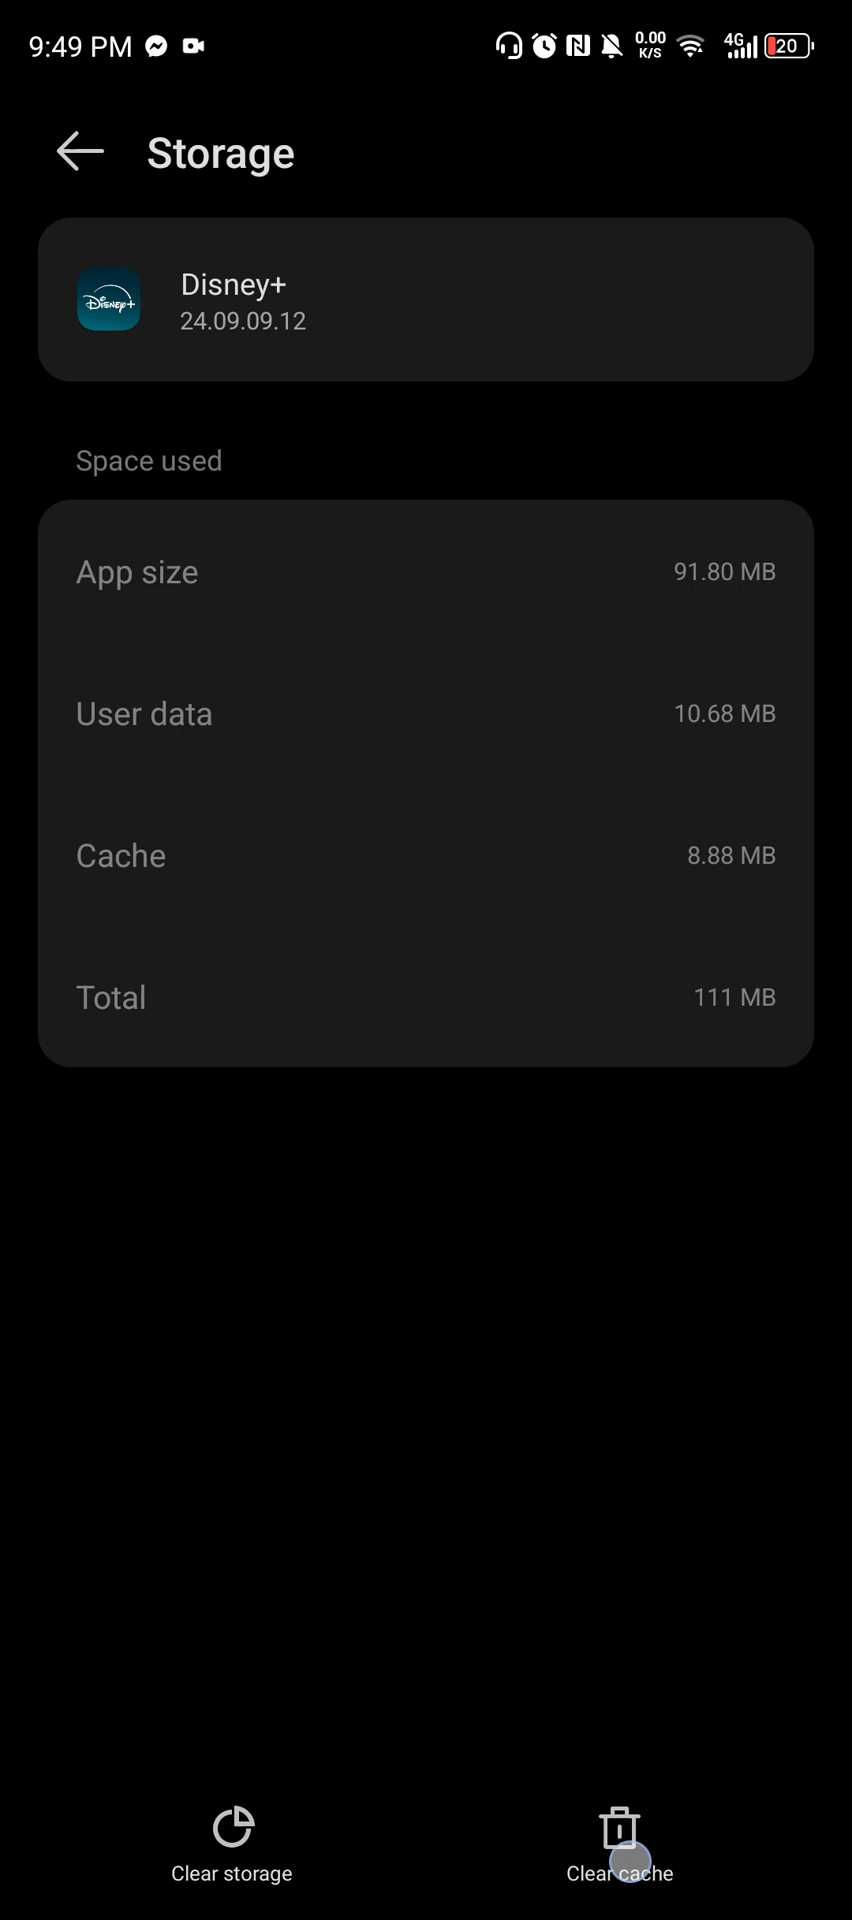 9:49 PM
0.00
K/S
4G
20
Storage
Disney+
Disney+
24.09.09.12
Space used
App size
91.80 MB
User data
10.68 MB
Cache
8.88 MB
Total
111 MB
Clear storage
Clear cache